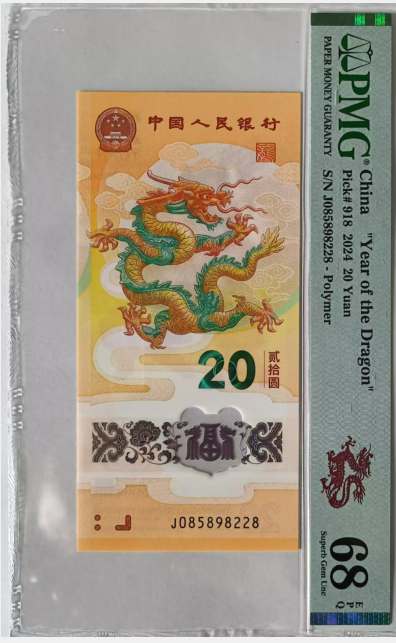 中国人民银行
龍
20
贰拾圆
福
J085898228
PMG®
PAPER MONEY GUARANTY
China "Year of the Dragon"
Pick# 918 2024 20 Yuan
S/N J085898228 - Polymer
68
EPQ
Superb Gem Unc